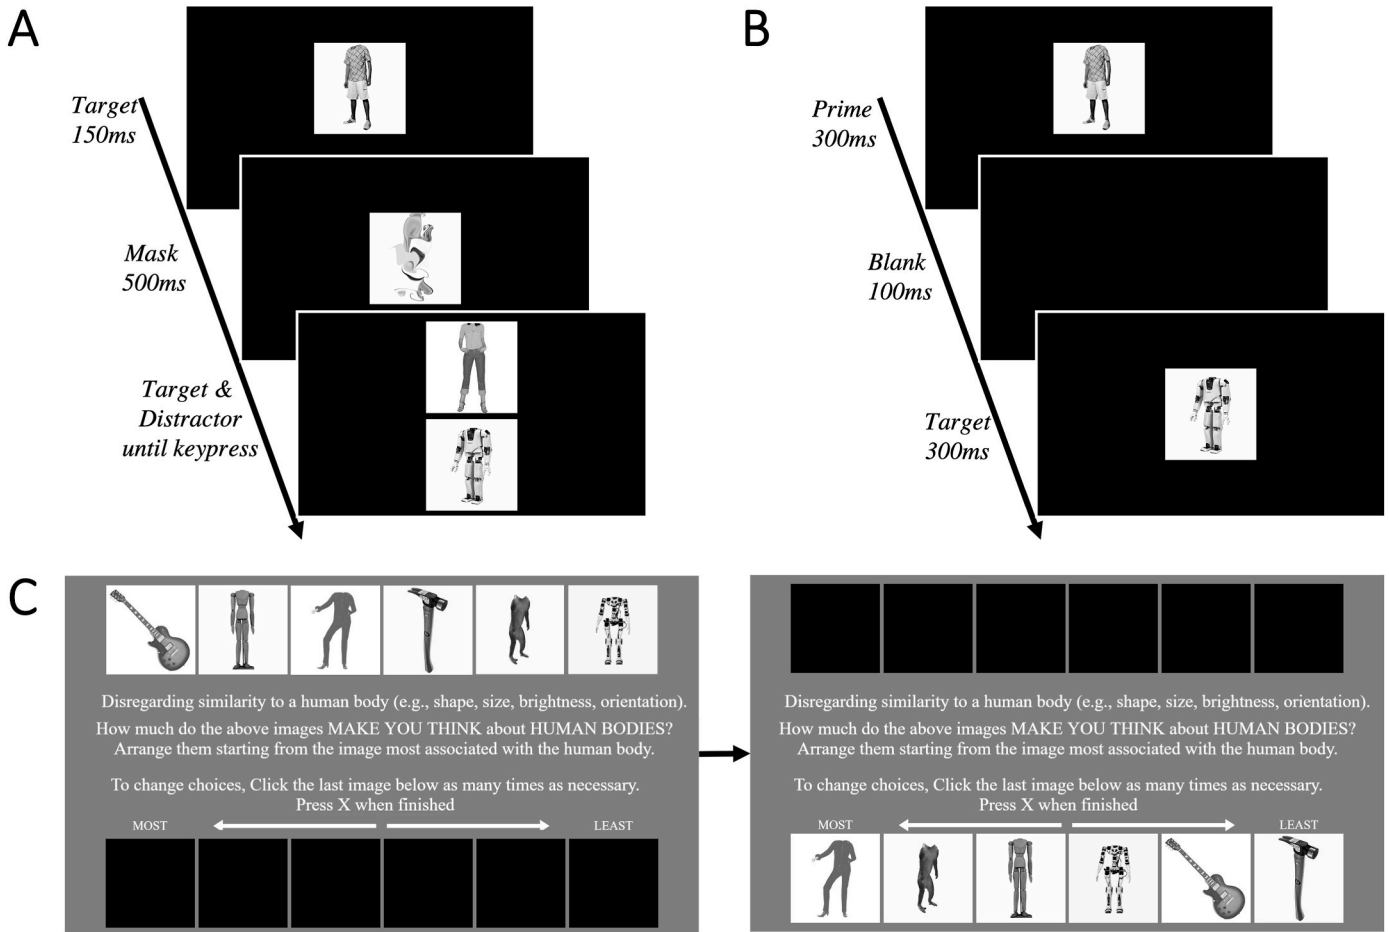 A
Target
150ms
Mask
500ms
Target &
Distractor
until keypress
B
Prime
300ms
Blank
100ms
Target
300ms
C
Disregarding similarity to a human body (e.g., shape, size, brightness, orientation).
How much do the above images MAKE YOU THINK about HUMAN BODIES?
Arrange them starting from the image most associated with the human body.
To change choices, Click the last image below as many times as necessary.
Press X when finished
MOST
LEAST
Disregarding similarity to a human body (e.g., shape, size, brightness, orientation).
How much do the above images MAKE YOU THINK about HUMAN BODIES?
Arrange them starting from the image most associated with the human body.
To change choices, Click the last image below as many times as necessary.
Press X when finished
MOST
LEAST